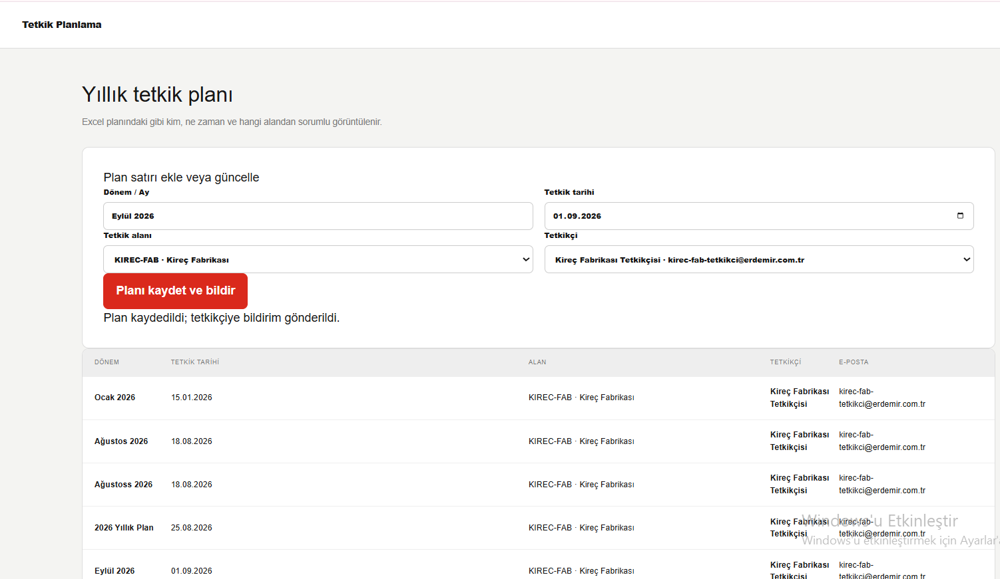 Tetkik Planlama
Yıllık tetkik planı
Excel planındaki gibi kim, ne zaman ve hangi alandan sorumlu görüntülenir.
Plan satırı ekle veya güncelle
Dönem / Ay
Tetkik tarihi
Eylül 2026
01.09.2026
Tetkik alanı
Tetkikçi
KIREC-FAB · Kireç Fabrikası
Kireç Fabrikası Tetkikçisi · kirec-fab-tetkikci@erdemir.com.tr
Planı kaydet ve bildir
Plan kaydedildi; tetkikçiye bildirim gönderildi.
DÖNEM TETKİK TARİHİ ALAN TETKİKÇİ E-POSTA
Ocak 2026 15.01.2026 KIREC-FAB · Kireç Fabrikası Kireç Fabrikası kirec-fab-
Tetkikçisi tetkikci@erdemir.com.tr
Ağustos 2026 18.08.2026 KIREC-FAB · Kireç Fabrikası Kireç Fabrikası kirec-fab-
Tetkikçisi tetkikci@erdemir.com.tr
Ağustoss 2026 18.08.2026 KIREC-FAB · Kireç Fabrikası Kireç Fabrikası kirec-fab-
Tetkikçisi tetkikci@erdemir.com.tr
2026 Yıllık Plan 25.08.2026 KIREC-FAB · Kireç Fabrikası Kireç Fabrikası kirec-fab-
Tetkikçisi tetkikci@erdemir.com.tr
Windows'u Etkinleştir
Windows'u etkinleştirmek için Ayarlar'a
Eylül 2026 01.09.2026 KIREC-FAB · Kireç Fabrikası Kireç Fabrikası kirec-fab-
Tetkikçisi tetkikci@erdemir.com.tr